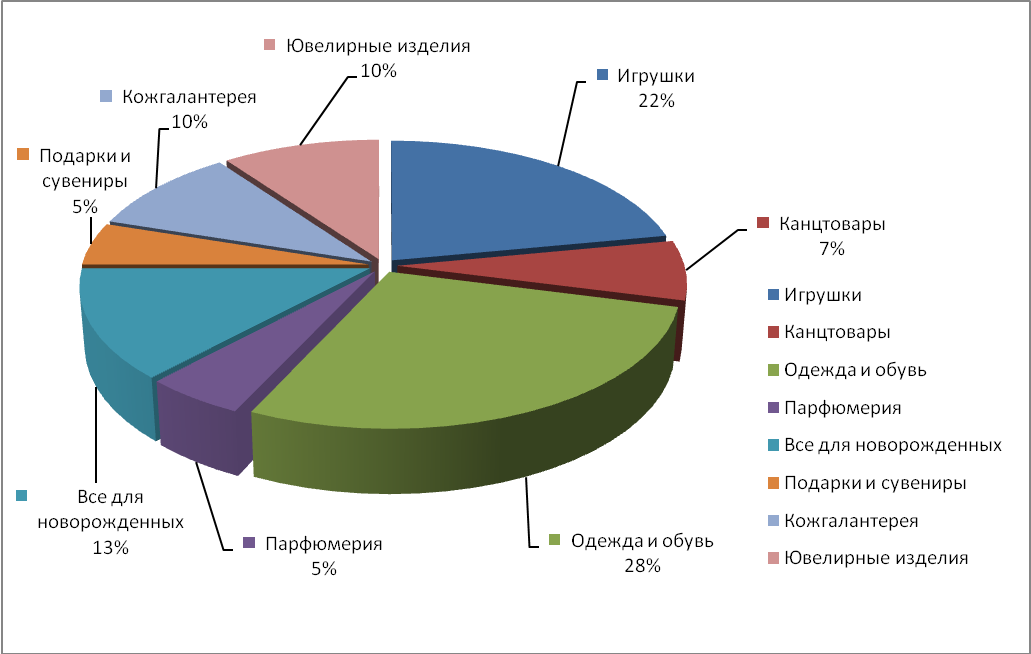 Ювелирные изделия
10%
Игрушки
22%
Кожгалантерея
10%
Подарки и
сувениры
5%
Канцтовары
7%
Игрушки
Канцтовары
Одежда и обувь
Парфюмерия
Все для новорожденных
Подарки и сувениры
Кожгалантерея
Ювелирные изделия
Все для
новорожденных
13%
Парфюмерия
5%
Одежда и обувь
28%